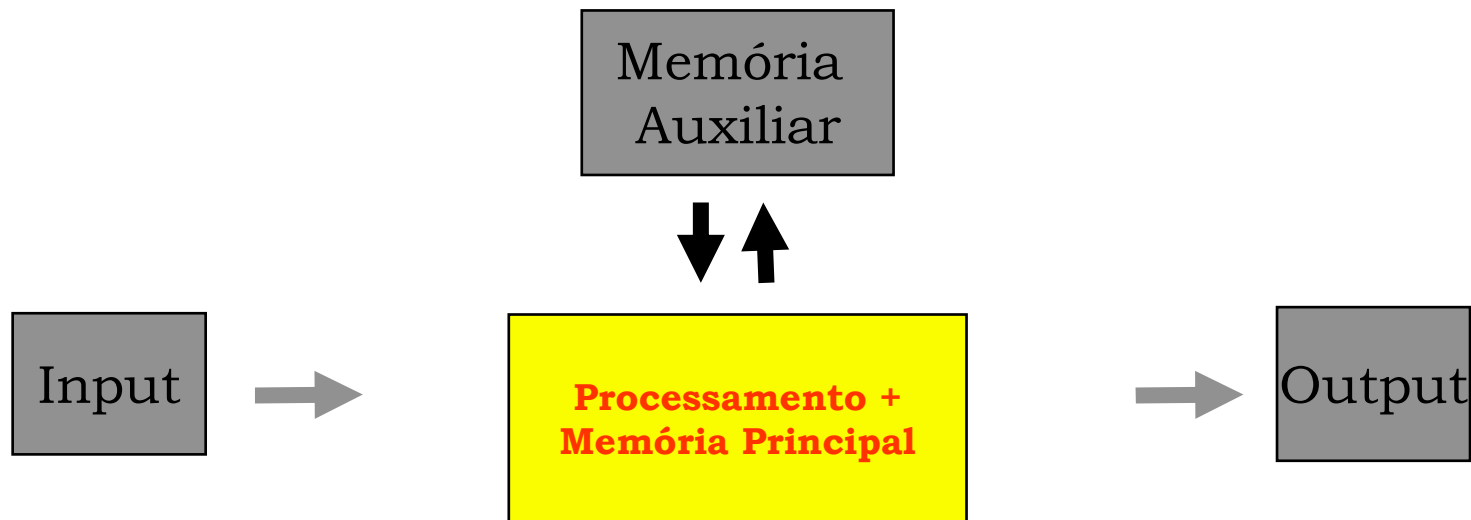 Memória
Auxiliar
Input
Processamento +
Memória Principal
Output